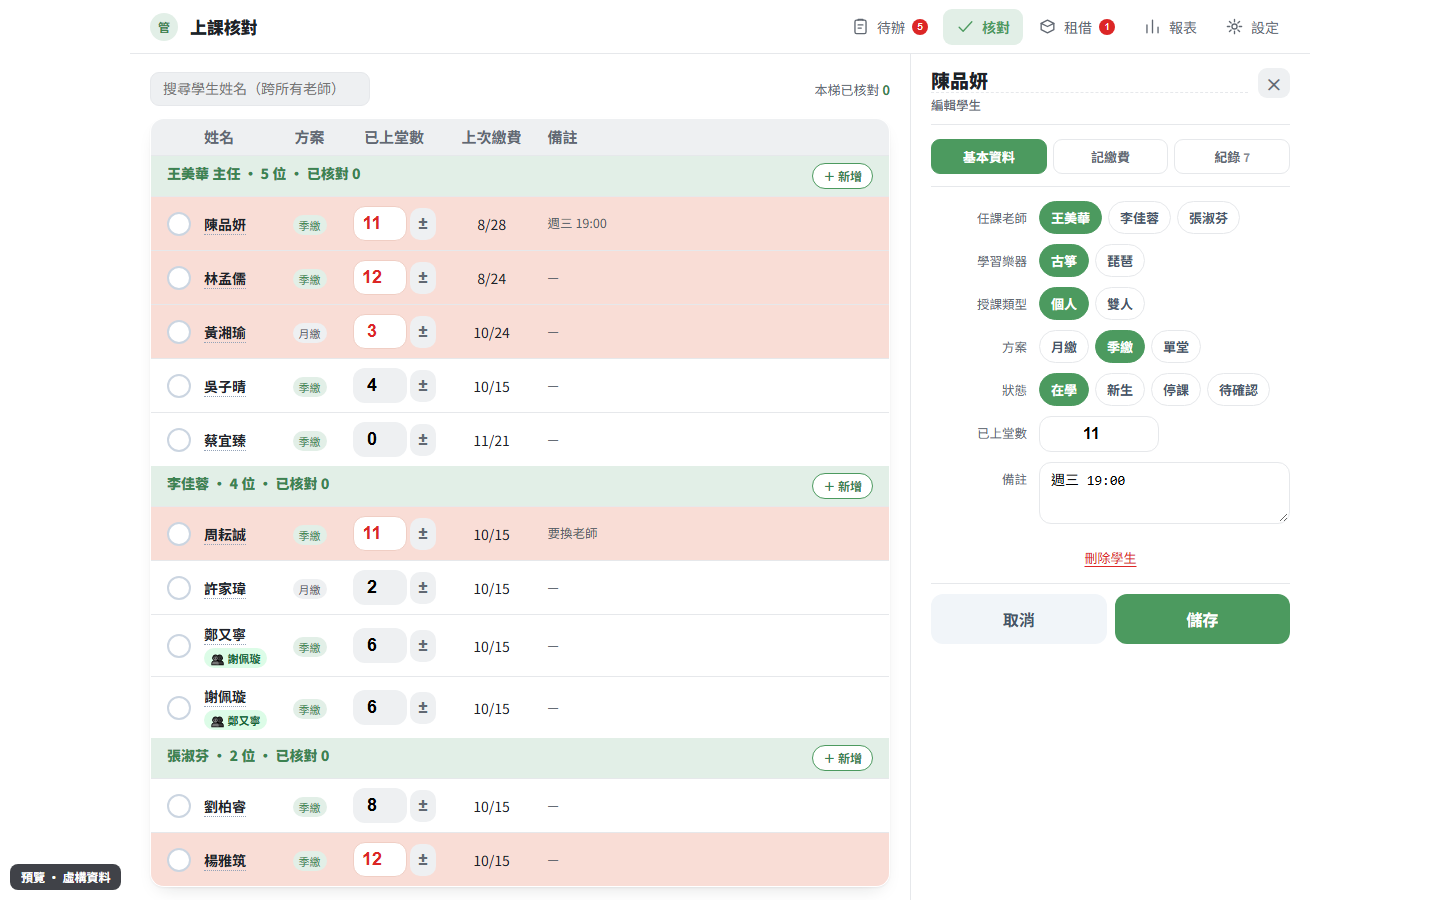 管 上課核對 待辦 5 核對 租借 1 報表 設定
搜尋學生姓名（跨所有老師） 本梯已核對 0
姓名 方案 已上堂數 上次繳費 備註
王美華 主任 • 5 位 • 已核對 0 ＋ 新增
陳品妍 季繳 11 ± 8/28 週三 19:00
林孟儒 季繳 12 ± 8/24 —
黃湘瑜 月繳 3 ± 10/24 —
吳子晴 季繳 4 ± 10/15 —
蔡宜臻 季繳 0 ± 11/21 —
李佳蓉 • 4 位 • 已核對 0 ＋ 新增
周耘誠 季繳 11 ± 10/15 要換老師
許家瑋 月繳 2 ± 10/15 —
鄭又寧 季繳 6 ± 10/15 —
謝佩璇
謝佩璇 季繳 6 ± 10/15 —
鄭又寧
張淑芬 • 2 位 • 已核對 0 ＋ 新增
劉柏睿 季繳 8 ± 10/15 —
楊雅筑 季繳 12 ± 10/15 —
陳品妍
編輯學生
基本資料 記繳費 紀錄 7
任課老師 王美華 李佳蓉 張淑芬
學習樂器 古箏 琵琶
授課類型 個人 雙人
方案 月繳 季繳 單堂
狀態 在學 新生 停課 待確認
已上堂數 11
備註 週三 19:00
刪除學生
取消 儲存
預覽 • 虛構資料